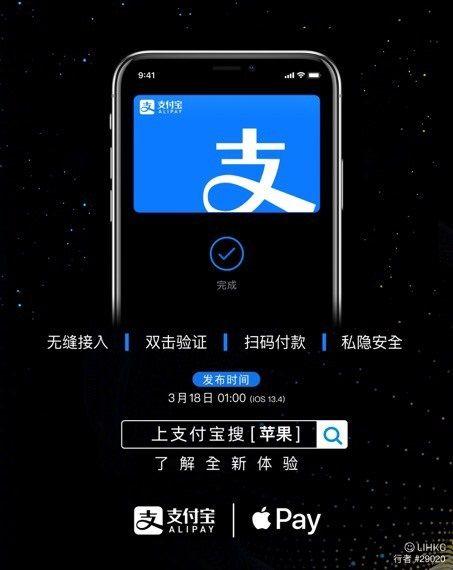 9:41
支付宝
ALIPAY
支
完成
无缝接入 双击验证 扫码付款 私隐安全
发布时间
3月18日 01:00 (iOS 13.4)
上支付宝搜 [苹果]
了解全新体验
支付宝
ALIPAY
Pay
LIHKG
行者 #29020